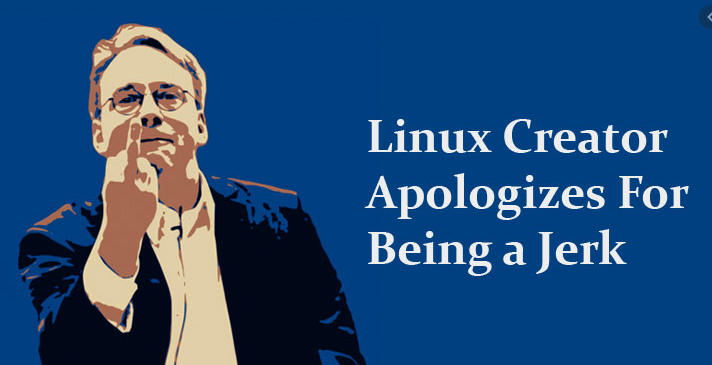 Linux Creator
Apologizes For
Being a Jerk